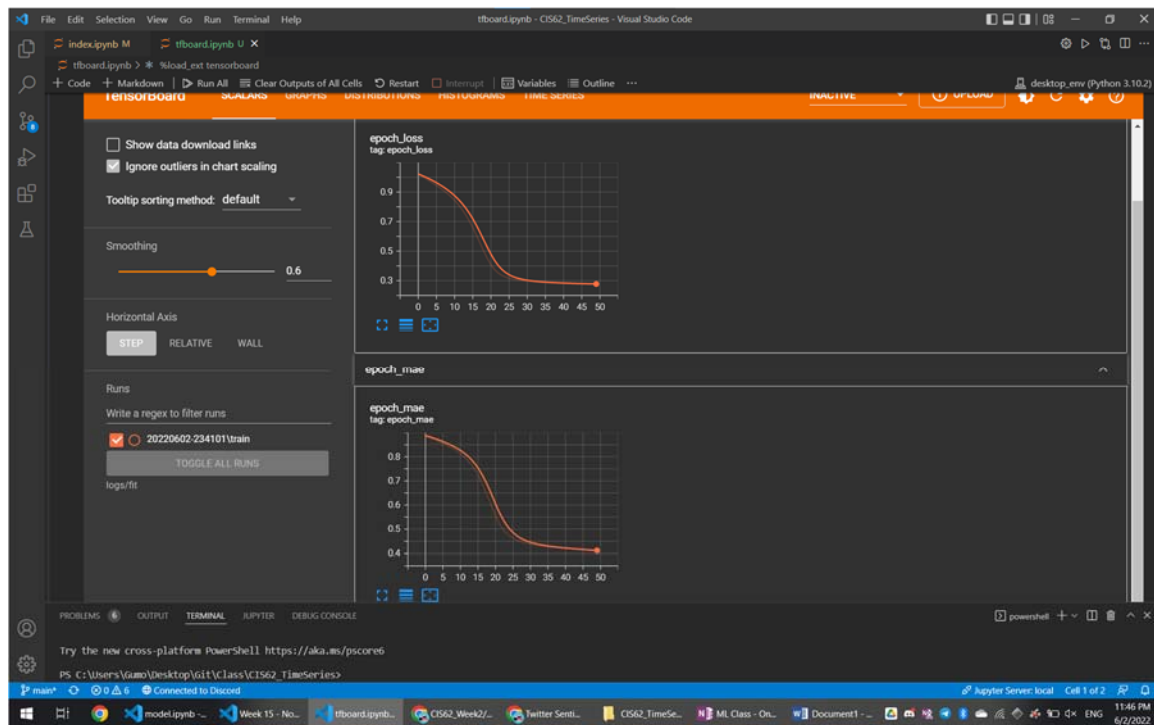 File Edit Selection View Go Run Terminal Help tfboard.ipynb - CIS62_TimeSeries - Visual Studio Code
index.ipynb M tfboard.ipynb U
tfboard.ipynb > %load_ext tensorboard
+ Code + Markdown Run All Clear Outputs of All Cells Restart Interrupt Variables Outline ... desktop_env (Python 3.10.2)
TensorBoard SCALARS GRAPHS DISTRIBUTIONS HISTOGRAMS TIME SERIES INACTIVE UPLOAD
Show data download links
Ignore outliers in chart scaling
Tooltip sorting method: default
Smoothing
0.6
Horizontal Axis
STEP RELATIVE WALL
Runs
Write a regex to filter runs
20220602-234101\train
TOGGLE ALL RUNS
logs/fit
epoch_loss
tag: epoch_loss
0.9
0.7
0.5
0.3
0 5 10 15 20 25 30 35 40 45 50
epoch_mae
epoch_mae
tag: epoch_mae
0.8
0.7
0.6
0.5
0.4
0 5 10 15 20 25 30 35 40 45 50
PROBLEMS 6 OUTPUT TERMINAL JUPYTER DEBUG CONSOLE powershell
Try the new cross-platform PowerShell https://aka.ms/pscore6
PS C:\Users\Gumo\Desktop\Git\Class\CIS62_TimeSeries>
main* 0 6 Connected to Discord Jupyter Server: local Cell 1 of 2
model.ipynb -... Week 15 - No... tfboard.ipynb... CIS62_Week2/... Twitter Senti... CIS62_TimeSe... ML Class - On... Document1 -... ENG 11:46 PM
6/2/2022